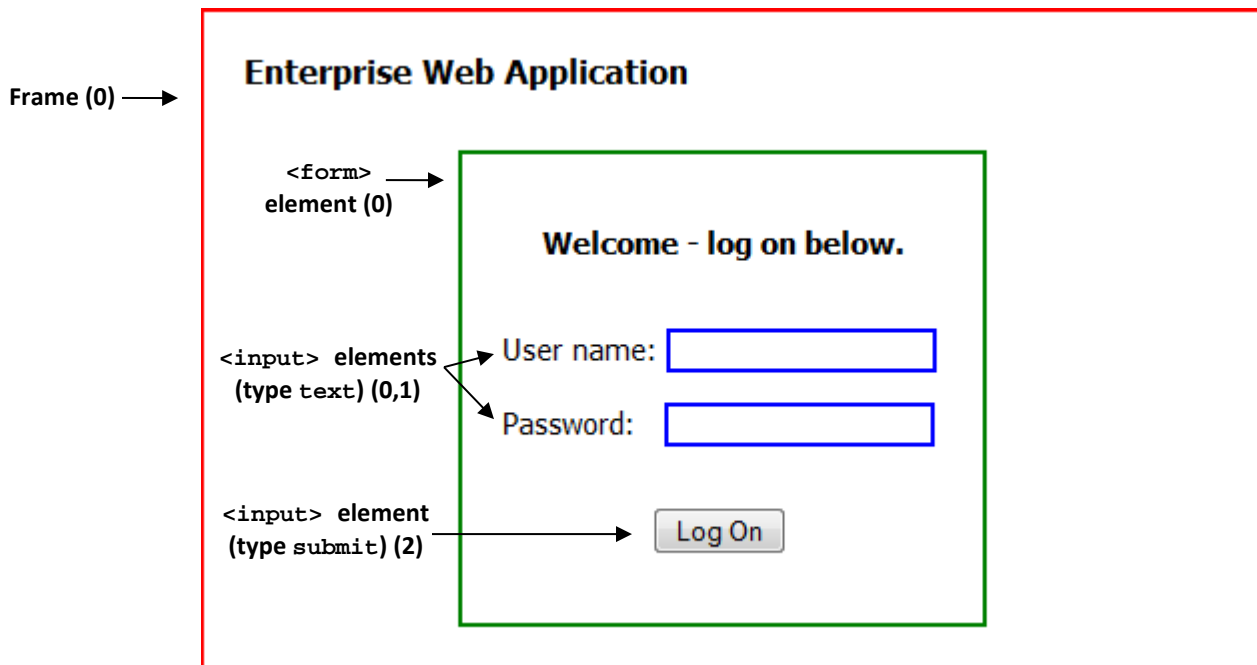 Enterprise Web Application
Frame (0)
<form>
element (0)
Welcome - log on below.
<input> elements
(type text) (0,1)
User name:
Password:
<input> element
(type submit) (2)
Log On